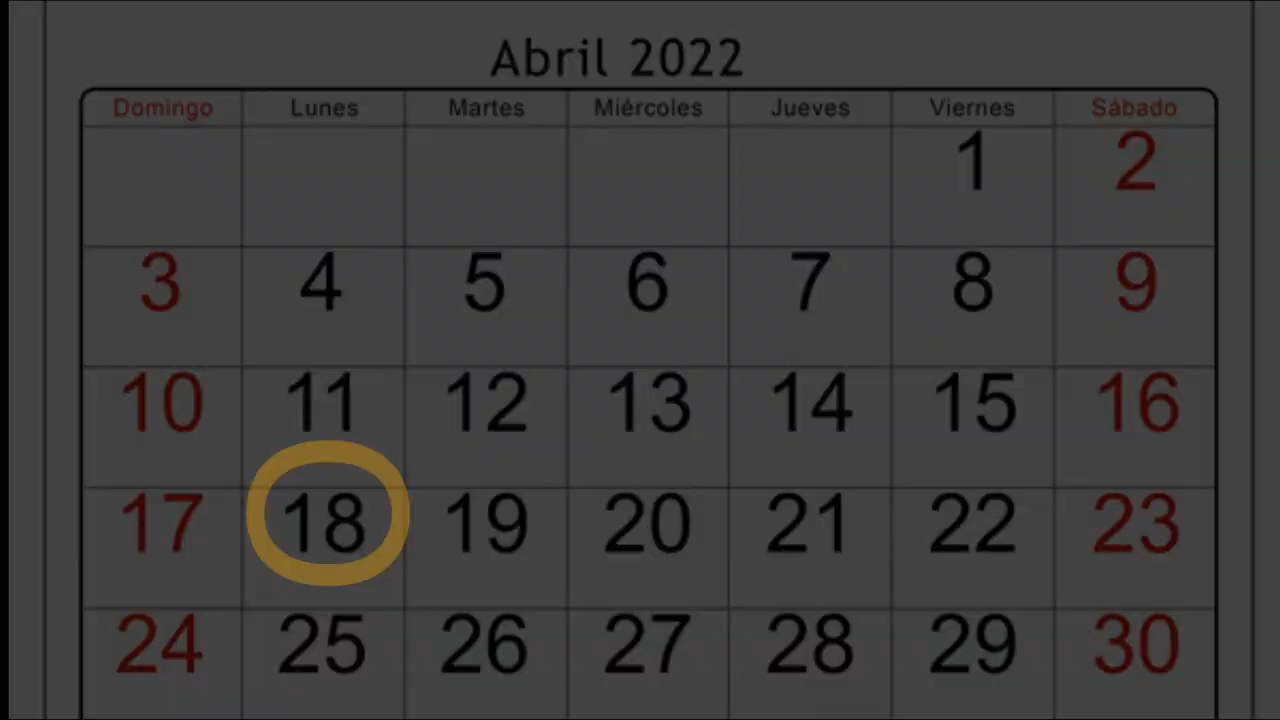 Abril 2022
Domingo Lunes Martes Miércoles Jueves Viernes Sábado
1 2
3 4 5 6 7 8 9
10 11 12 13 14 15 16
17 18 19 20 21 22 23
24 25 26 27 28 29 30